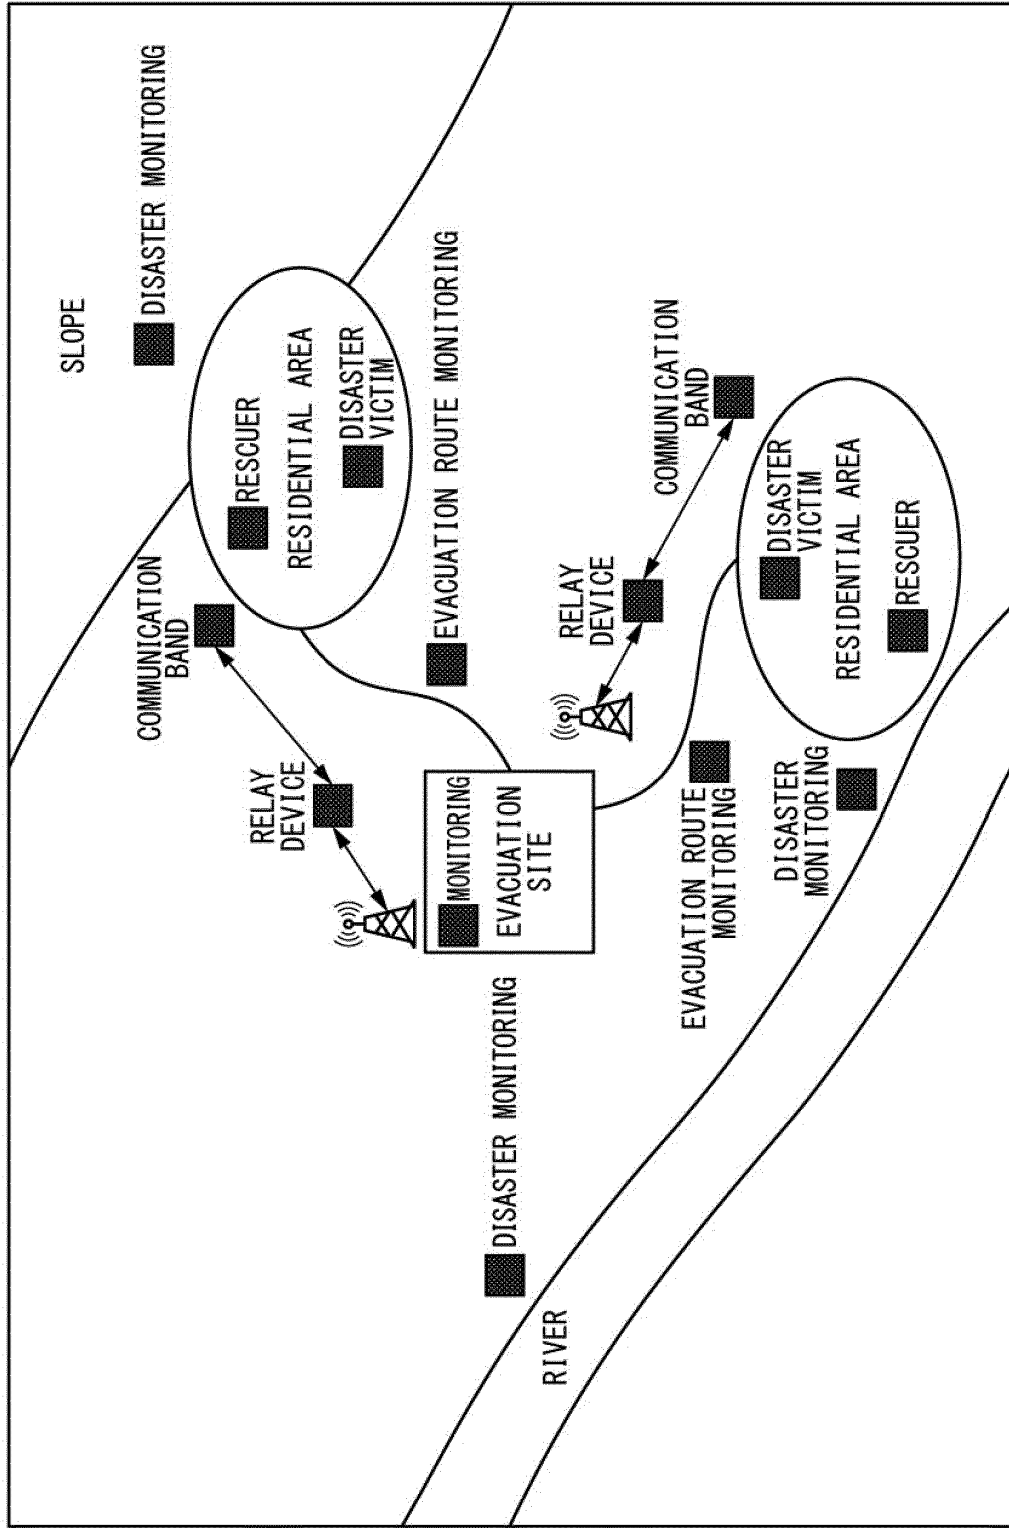 SLOPE
DISASTER MONITORING
COMMUNICATION
BAND
RESCUER
RELAY
DEVICE
RESIDENTIAL AREA
DISASTER
VICTIM
EVACUATION ROUTE MONITORING
MONITORING
EVACUATION
SITE
DISASTER MONITORING
RIVER
RELAY
DEVICE
COMMUNICATION
BAND
EVACUATION ROUTE
MONITORING
DISASTER
VICTIM
DISASTER
MONITORING
RESIDENTIAL AREA
RESCUER